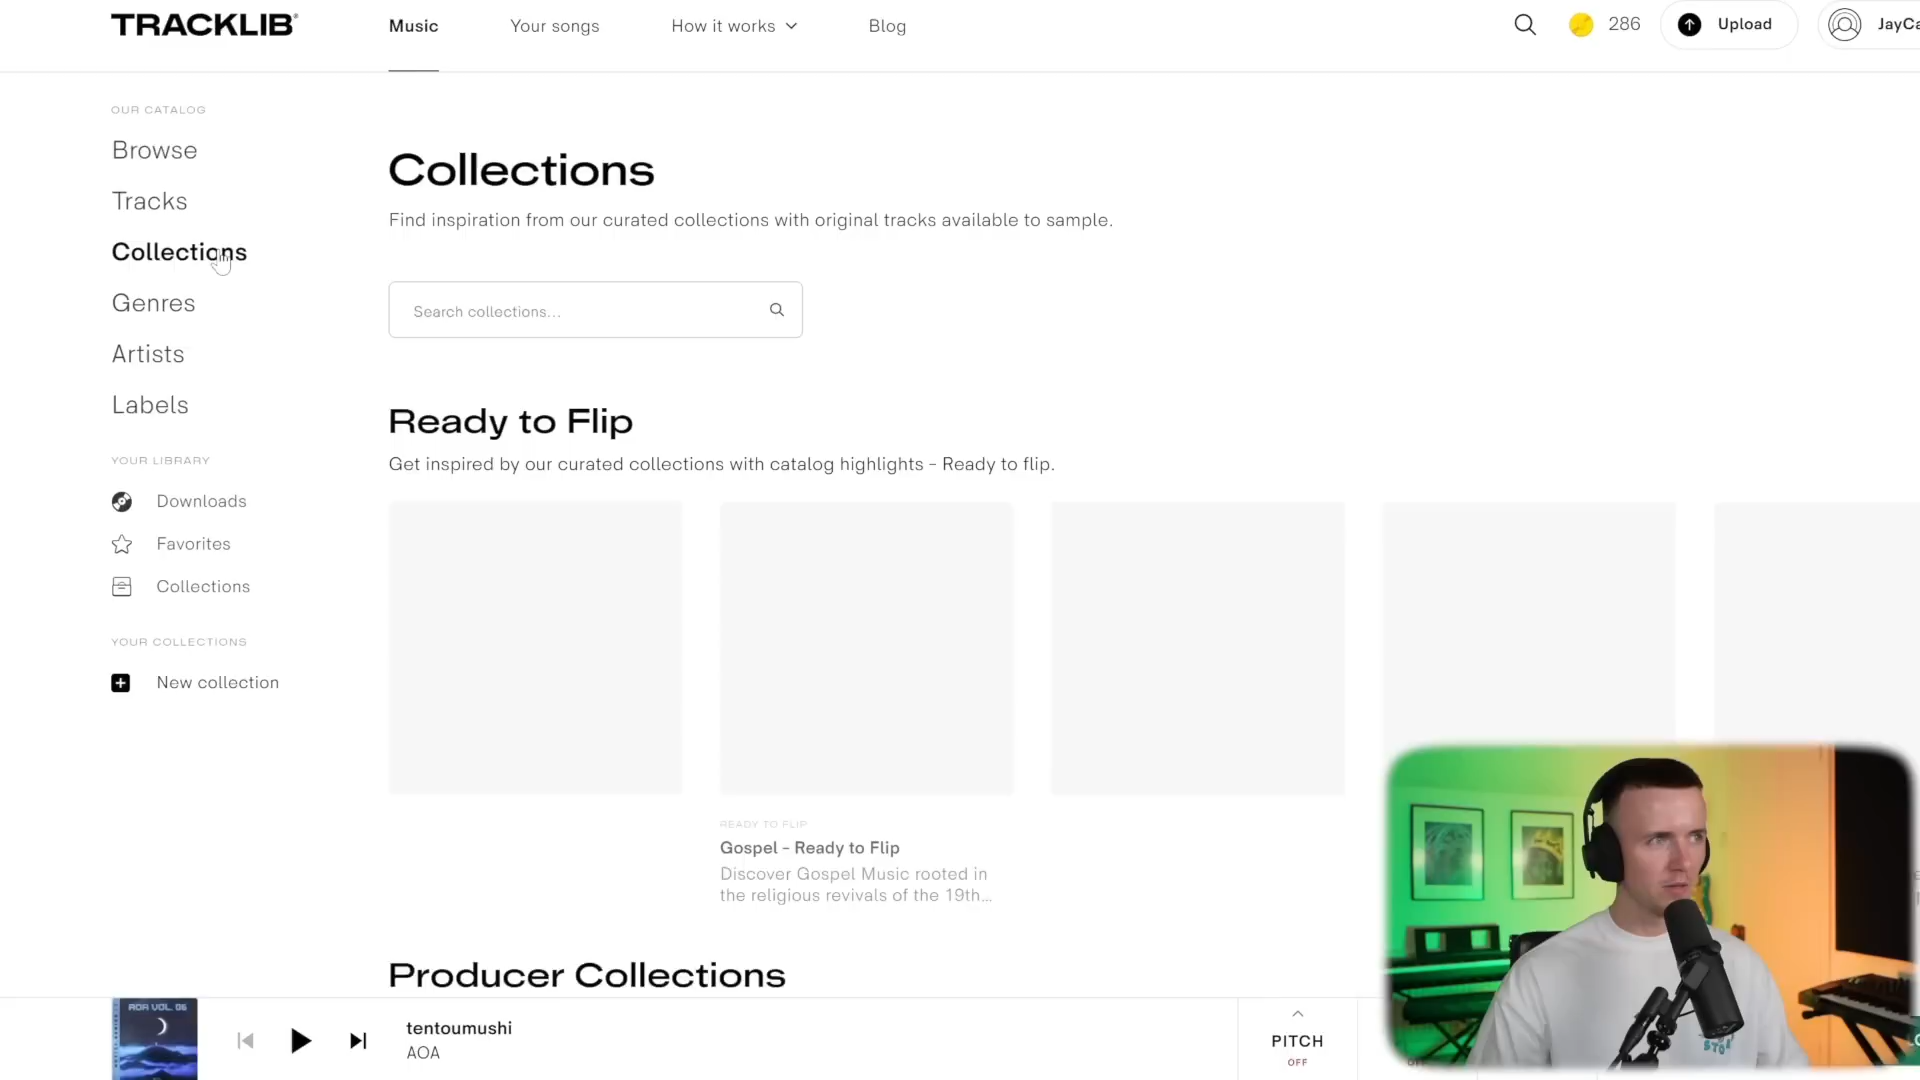 TRACKLIB
Music
Your songs
How it works
Blog
286
Upload
JayCa
OUR CATALOG
Browse
Tracks
Collections
Genres
Artists
Labels
YOUR LIBRARY
Downloads
Favorites
Collections
YOUR COLLECTIONS
New collection
Collections
Find inspiration from our curated collections with original tracks available to sample.
Search collections...
Ready to Flip
Get inspired by our curated collections with catalog highlights – Ready to flip.
READY TO FLIP
Gospel – Ready to Flip
Discover Gospel Music rooted in
the religious revivals of the 19th...
Producer Collections
AOA VOL. 06
tentoumushi
AOA
PITCH
OFF